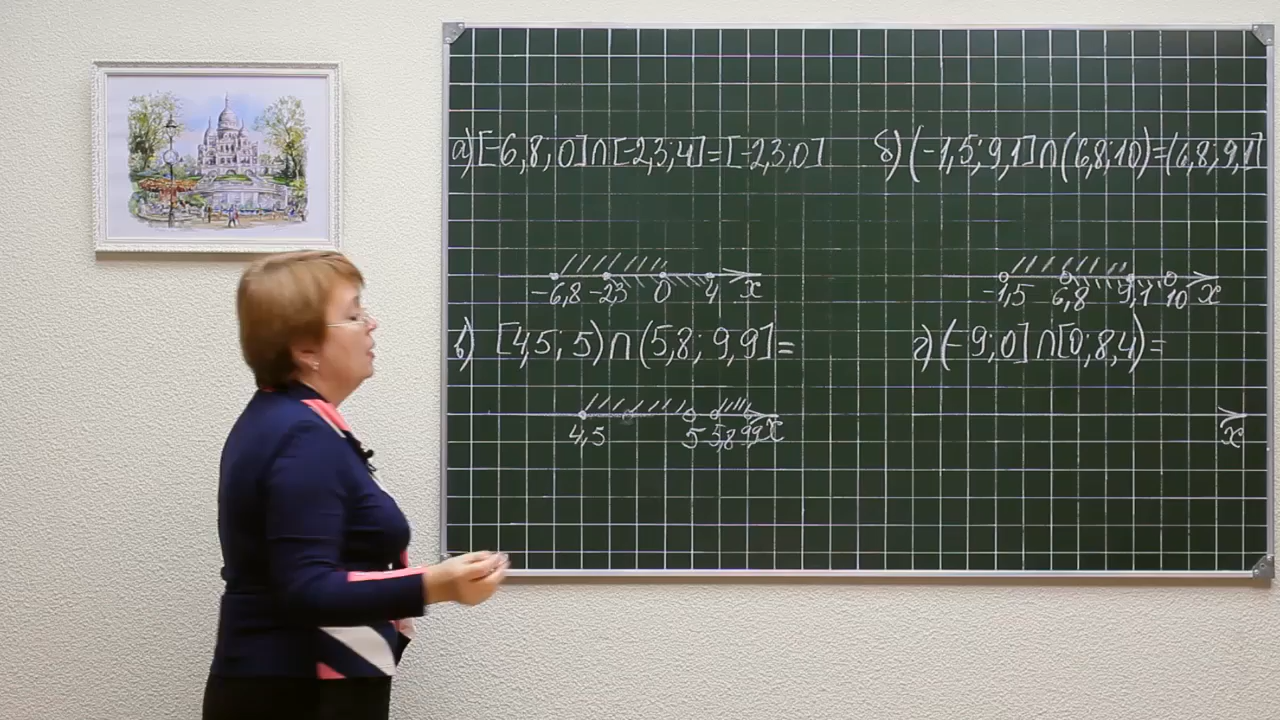 а) [-6,8; 0] ∩ [-2,3; 4] = [-2,3; 0]
б) (-1,5; 9,1] ∩ (6,8; 10) = (6,8; 9,1]
-6,8 -2,3 0 4 x
-1,5 6,8 9,1 10 x
в) [4,5; 5) ∩ (5,8; 9,9] =
г) (-9; 0] ∩ [0; 8,4) =
4,5 5 5,8 9,9 x
x